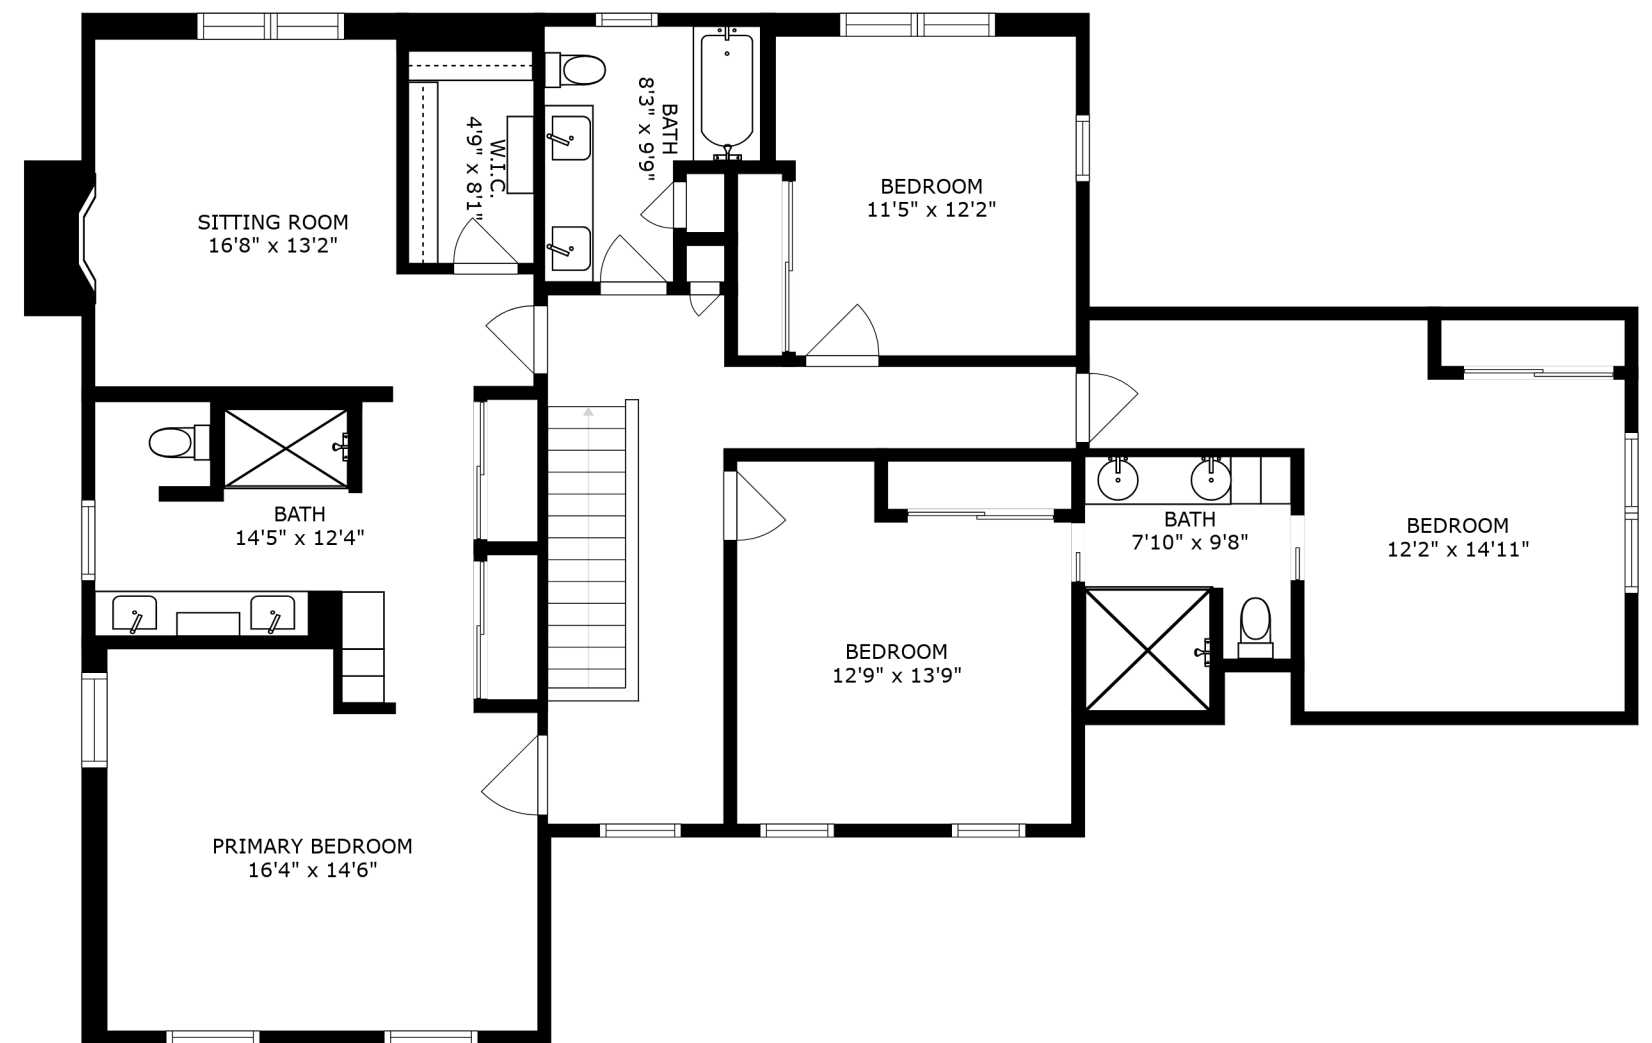 BATH
8'3" x 9'9"
W.I.C.
4'9" x 8'1"
BEDROOM
11'5" x 12'2"
SITTING ROOM
16'8" x 13'2"
BATH
14'5" x 12'4"
BATH
7'10" x 9'8"
BEDROOM
12'2" x 14'11"
BEDROOM
12'9" x 13'9"
PRIMARY BEDROOM
16'4" x 14'6"